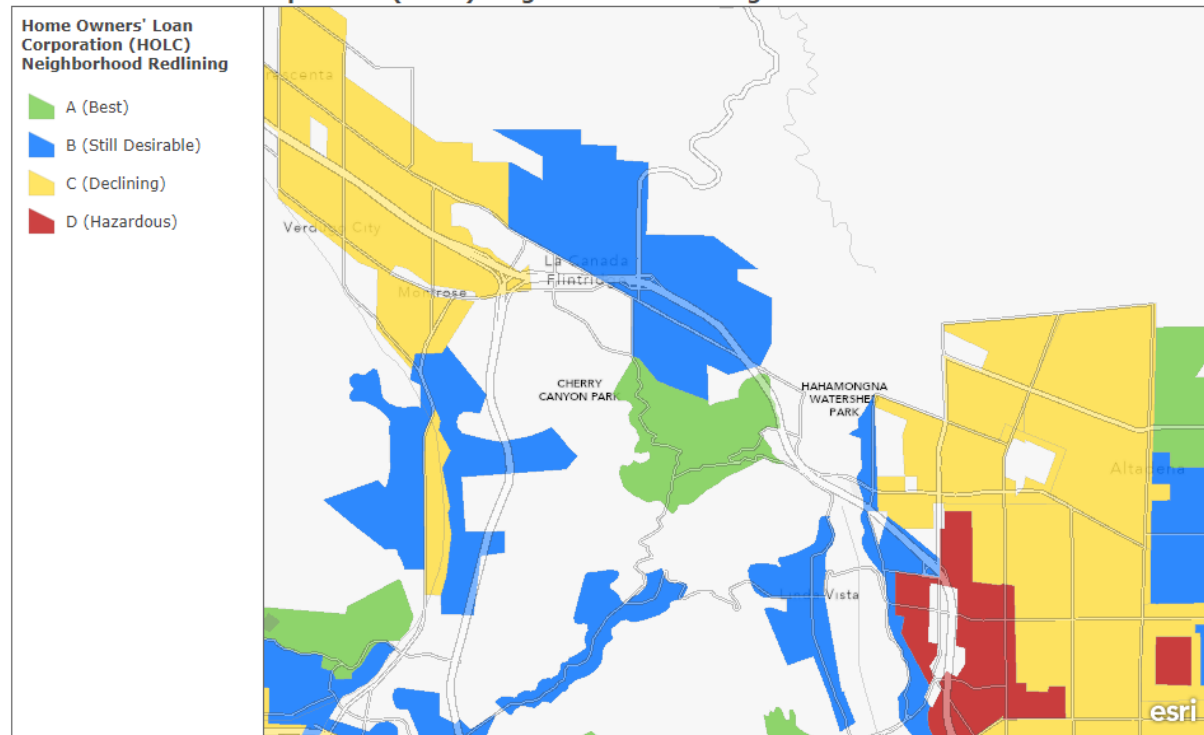 Home Owners' Loan
Corporation (HOLC)
Neighborhood Redlining
A (Best)
B (Still Desirable)
C (Declining)
D (Hazardous)
Verdugo City
La Canada
Flintridge
Montrose
CHERRY
CANYON PARK
HAHAMONGNA
WATERSHED
PARK
Altadena
Linda Vista
esri